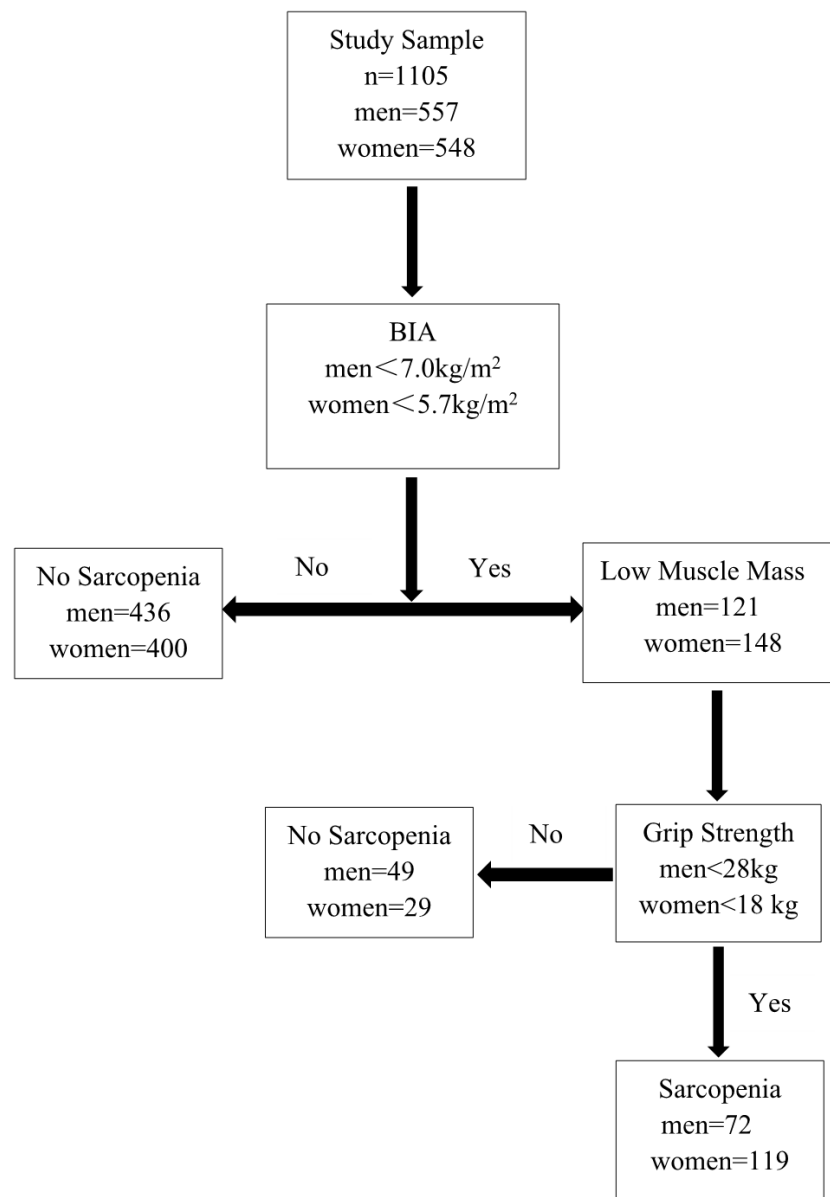 Study Sample
n=1105
men=557
women=548
BIA
men＜7.0kg/m²
women＜5.7kg/m²
No Sarcopenia
men=436
women=400
No
Yes
Low Muscle Mass
men=121
women=148
No Sarcopenia
men=49
women=29
No
Grip Strength
men<28kg
women<18 kg
Yes
Sarcopenia
men=72
women=119